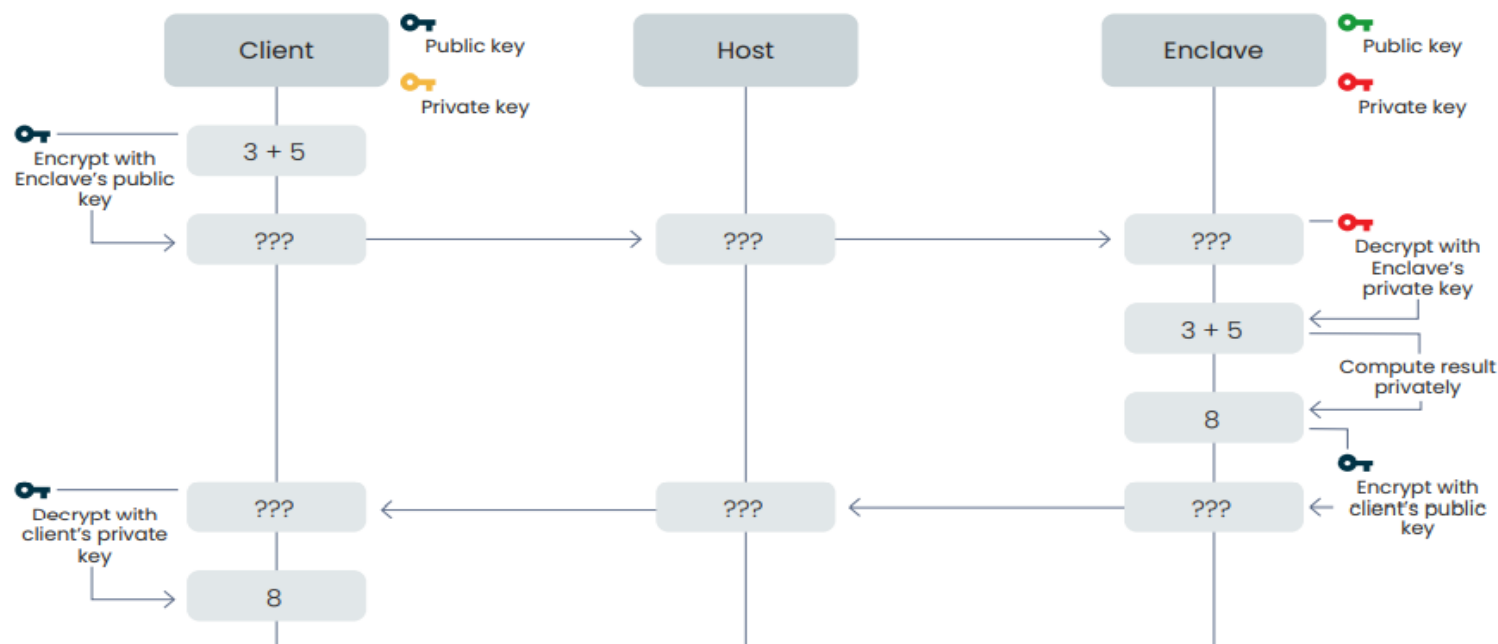 Client
Public key
Private key
Host
Enclave
Public key
Private key
3 + 5
Encrypt with
Enclave's public
key
???
???
???
Decrypt with
Enclave's
private key
3 + 5
Compute result
privately
8
Encrypt with
client's public
key
???
???
???
Decrypt with
client's private
key
8